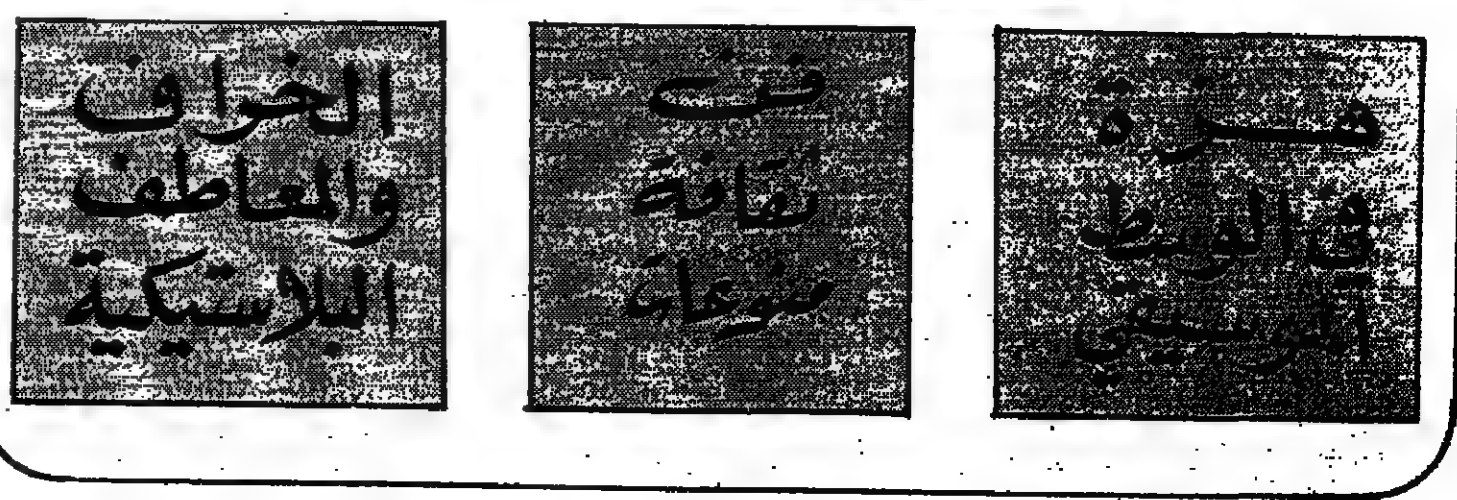 هزة
في الوسط
الموسيقي
فن
ثقافة
منوعات
الخراف
والمعاطف
البلاستيكية